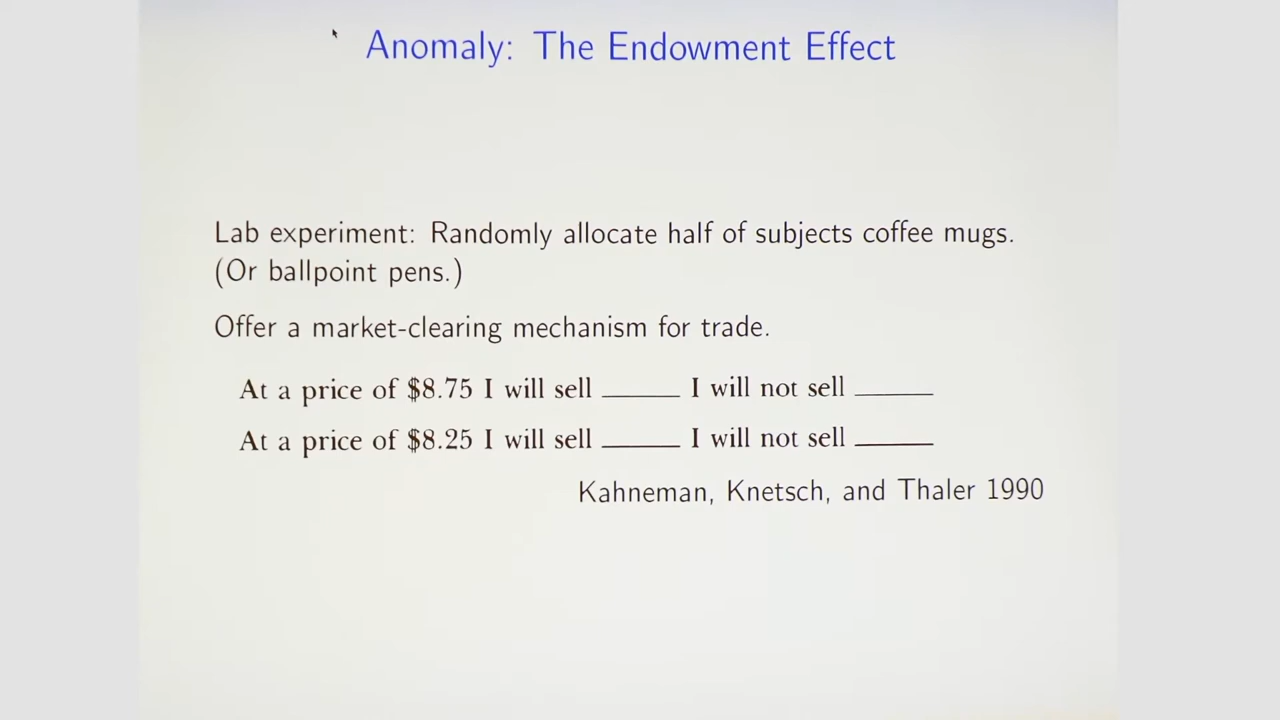 Anomaly: The Endowment Effect
Lab experiment: Randomly allocate half of subjects coffee mugs.
(Or ballpoint pens.)
Offer a market-clearing mechanism for trade.
At a price of $8.75 I will sell ______ I will not sell ______
At a price of $8.25 I will sell ______ I will not sell ______
Kahneman, Knetsch, and Thaler 1990